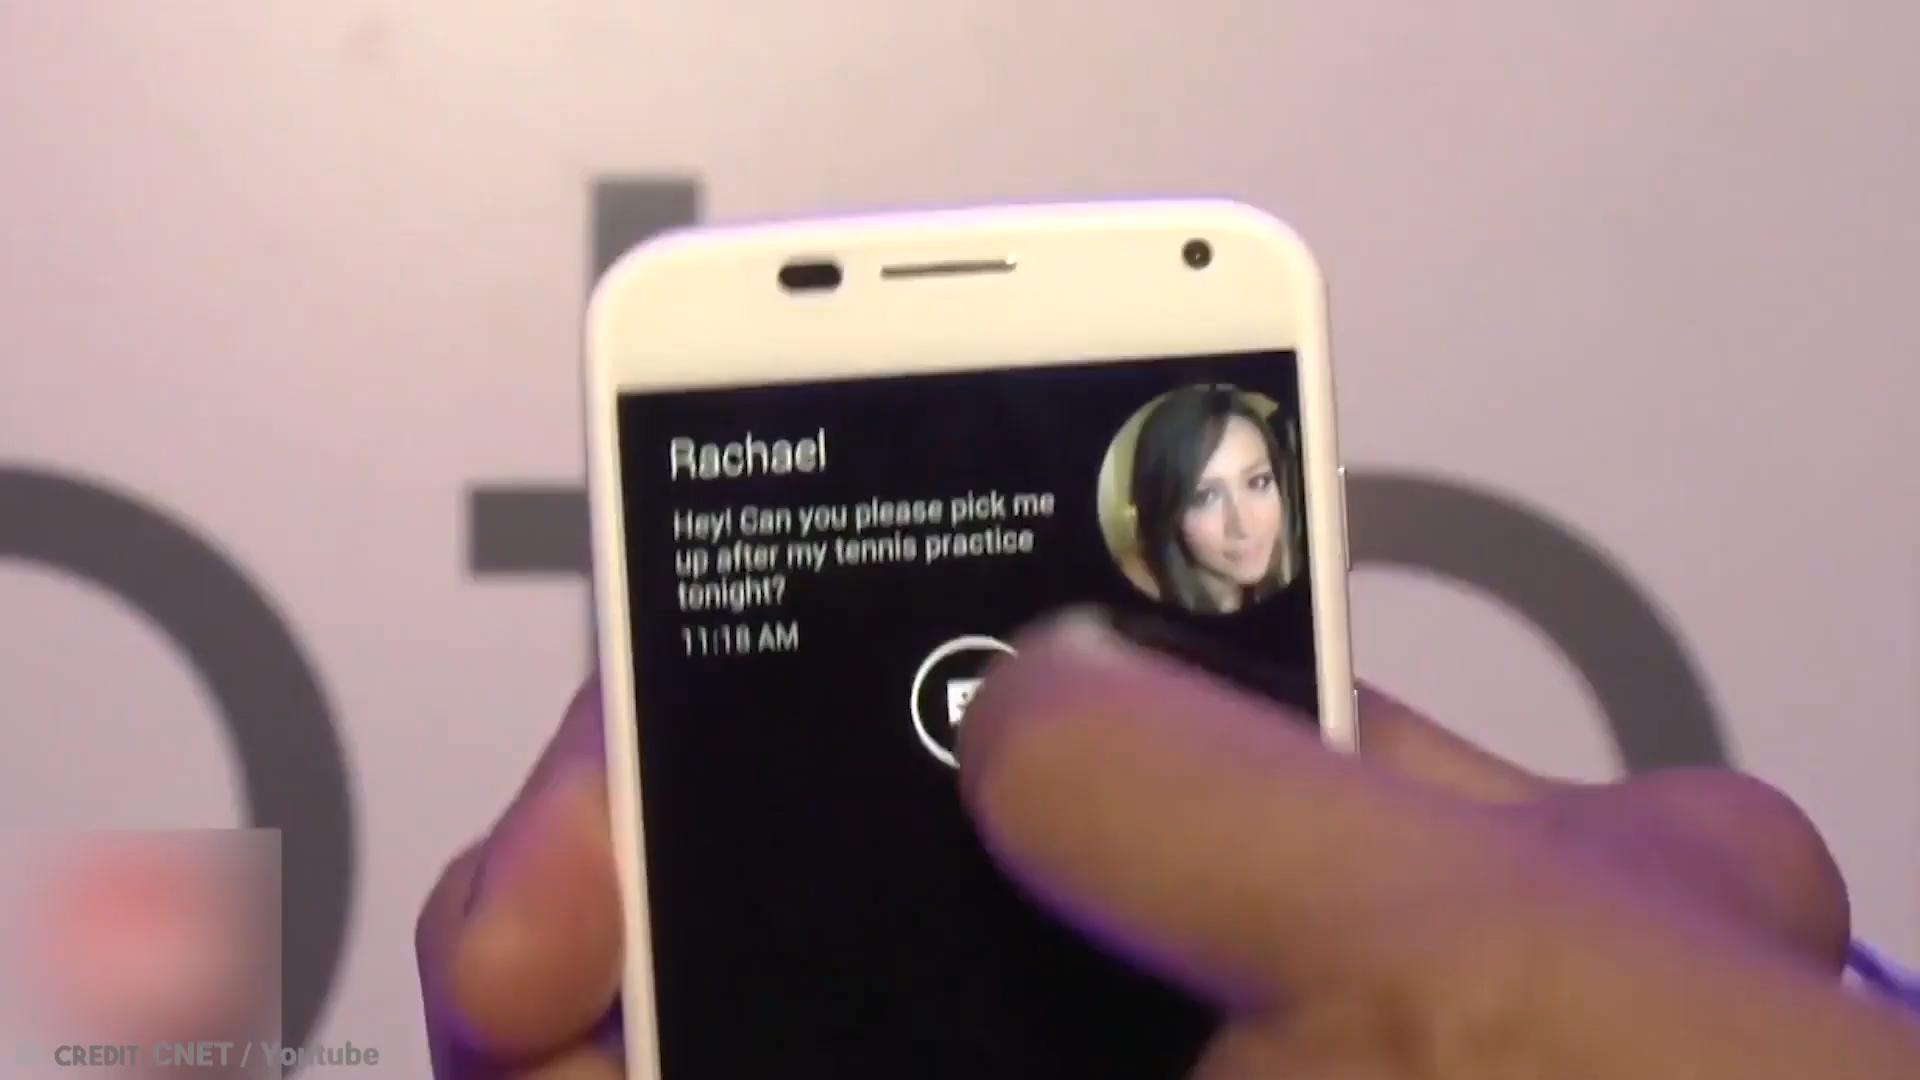 oto
Rachael
Hey! Can you please pick me
up after my tennis practice
tonight?
11:18 AM
CREDIT CNET / Youtube